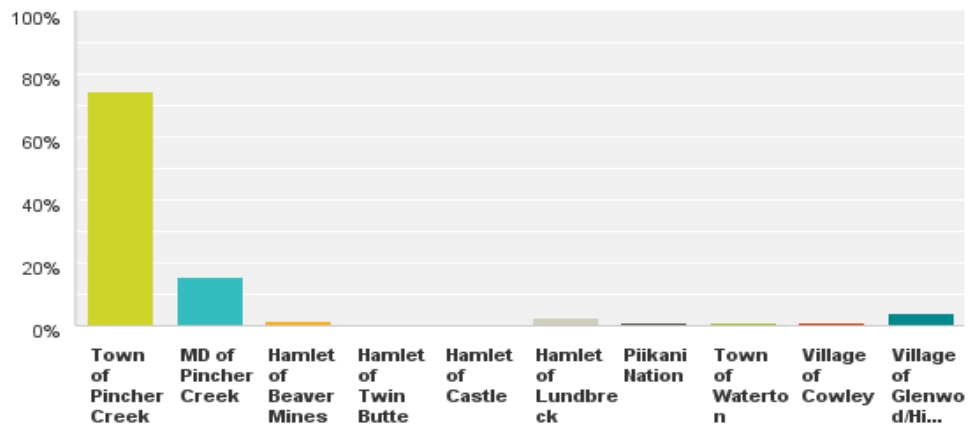 100%
80%
60%
40%
20%
0%
Town
of
Pincher
Creek
MD of
Pincher
Creek
Hamlet
of
Beaver
Mines
Hamlet
of
Twin
Butte
Hamlet
of
Castle
Hamlet
of
Lundbre
ck
Piikani
Nation
Town
of
Waterto
n
Village
of
Cowley
Village
of
Glenwo
d/Hi...